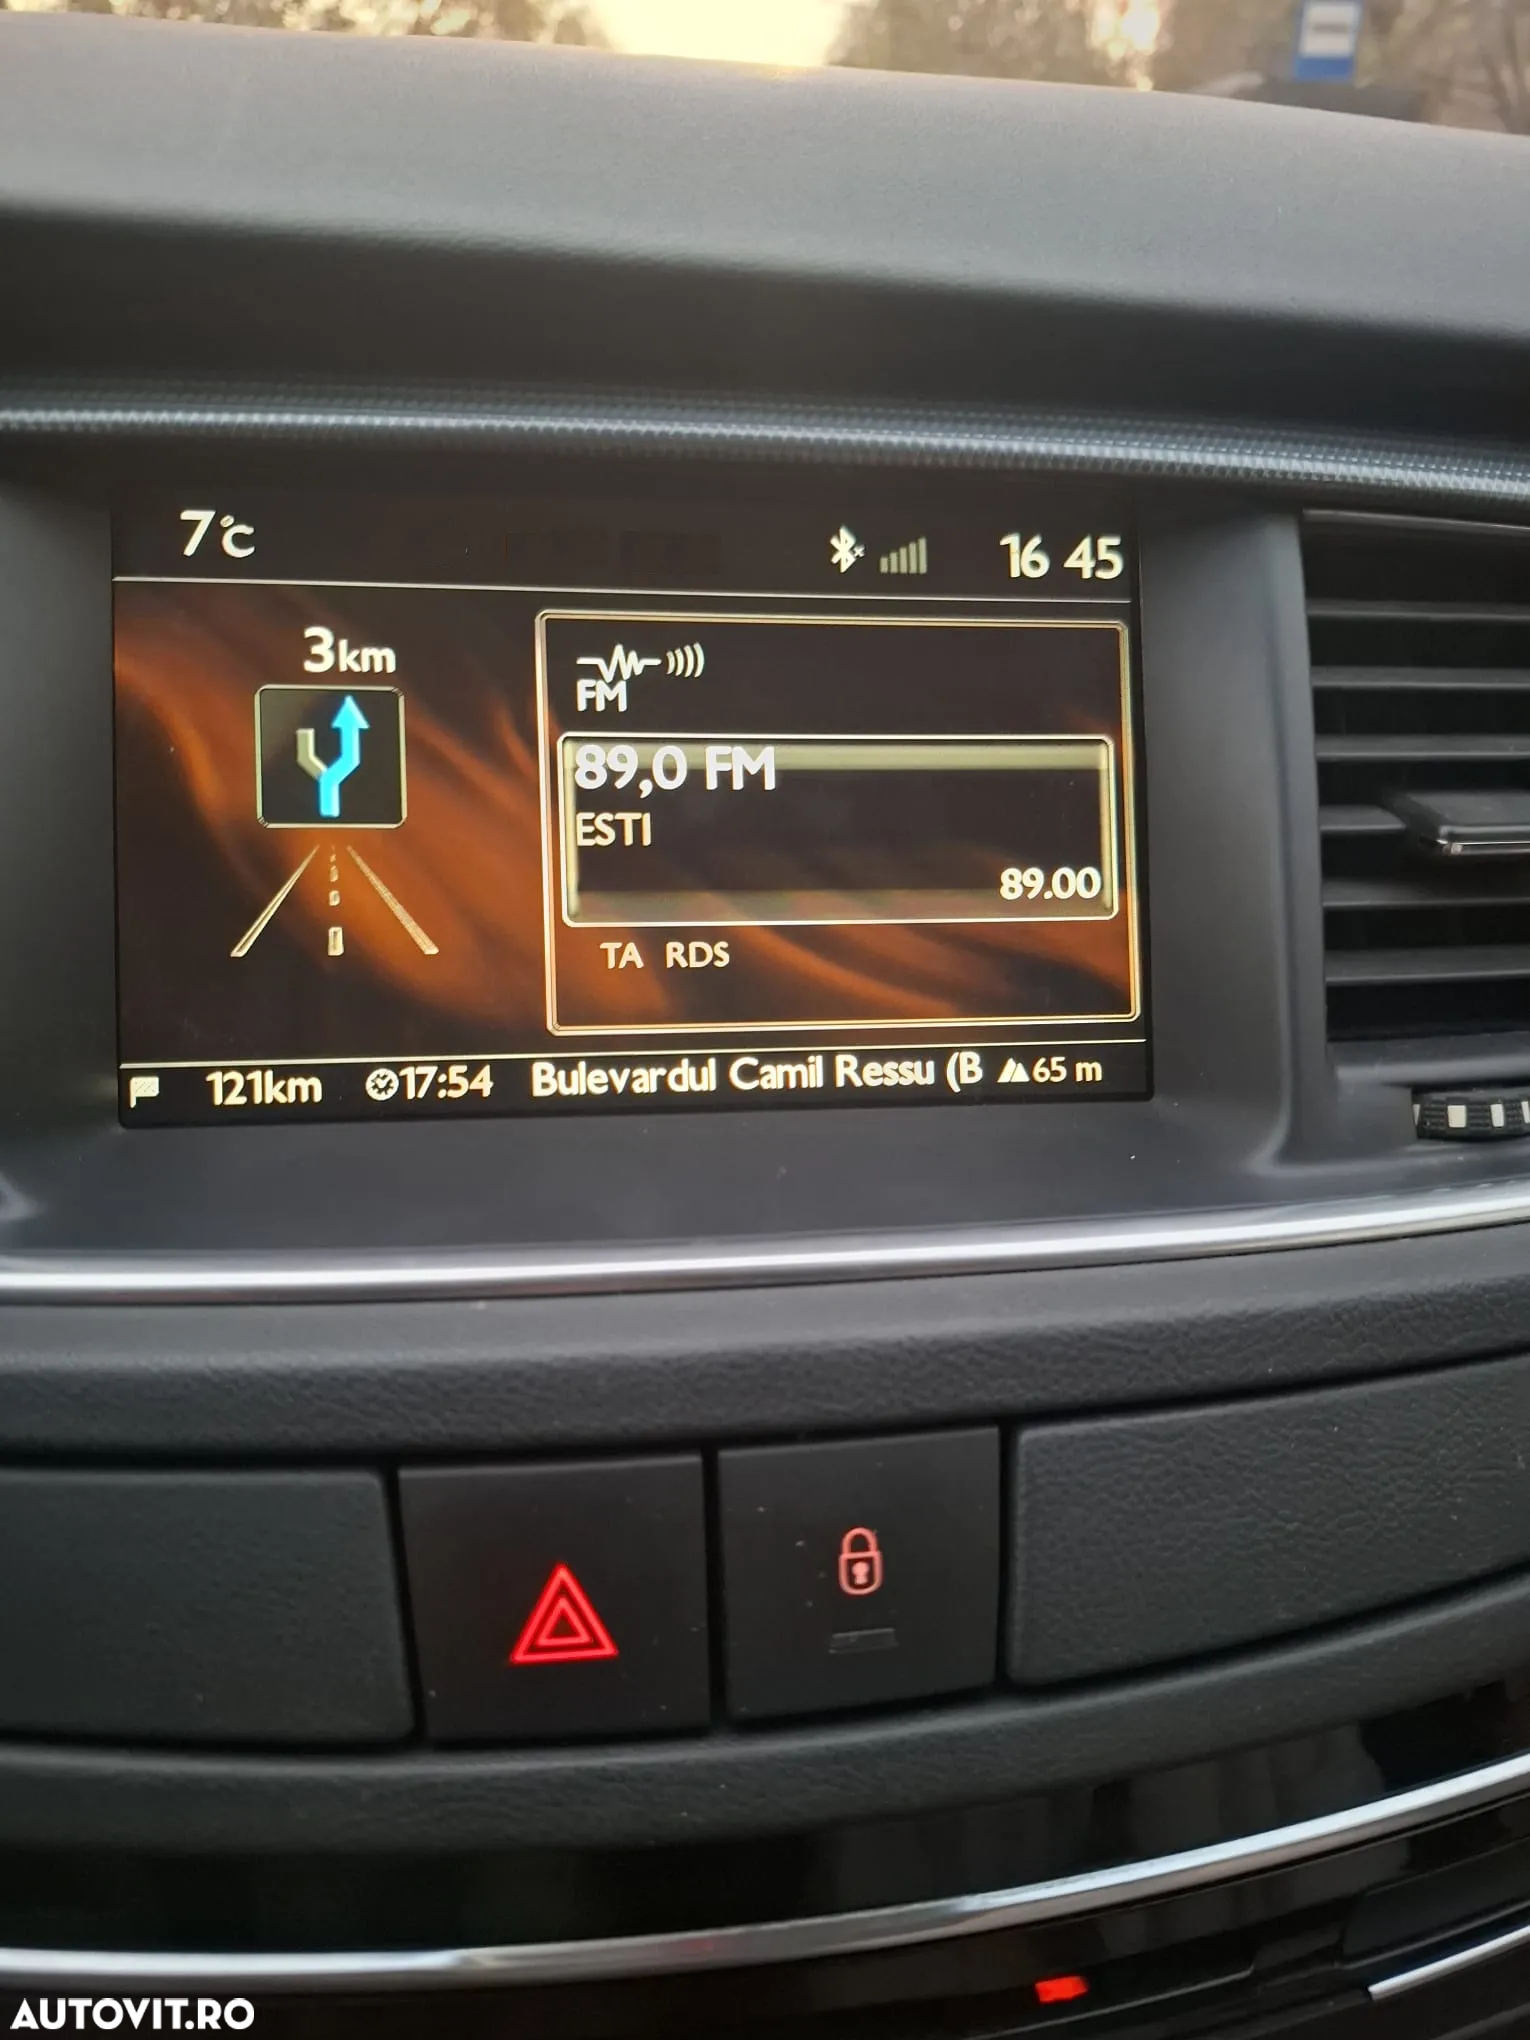 7°C
16 45
3km
FM
89,0 FM
ESTI
89.00
TA RDS
121km 17:54 Bulevardul Camil Ressu (B 65 m
AUTOVIT.RO